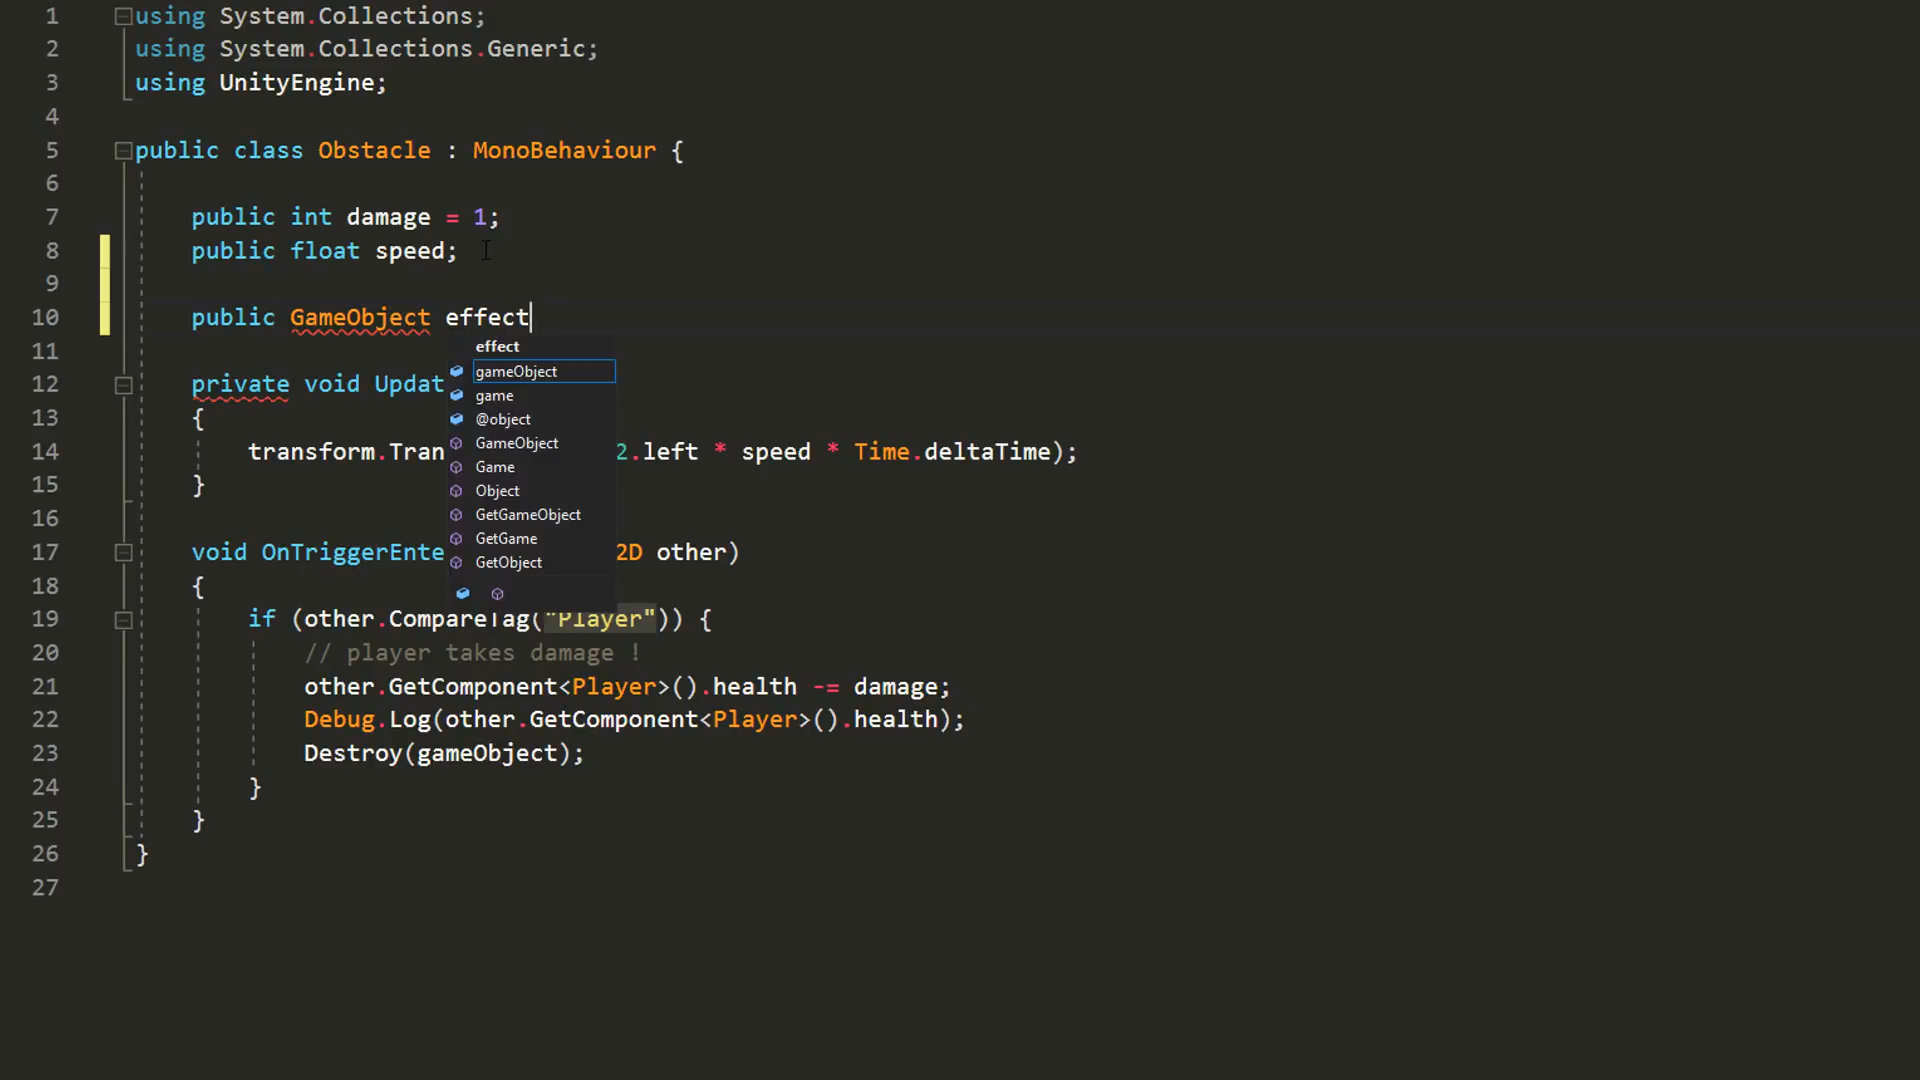 1 using System.Collections;
2 using System.Collections.Generic;
3 using UnityEngine;
4
5 public class Obstacle : MonoBehaviour {
6
7 public int damage = 1;
8 public float speed;
9
10 public GameObject effect
effect
11
gameObject
12 private void Updat
game
13 {
@object
14 transform.Tran 2.left * speed * Time.deltaTime);
GameObject
Game
15 }
Object
16
GetGameObject
GetGame
17 void OnTriggerEnte 2D other)
GetObject
18 {
19 if (other.CompareTag("Player")) {
20 // player takes damage !
21 other.GetComponent<Player>().health -= damage;
22 Debug.Log(other.GetComponent<Player>().health);
23 Destroy(gameObject);
24 }
25 }
26 }
27